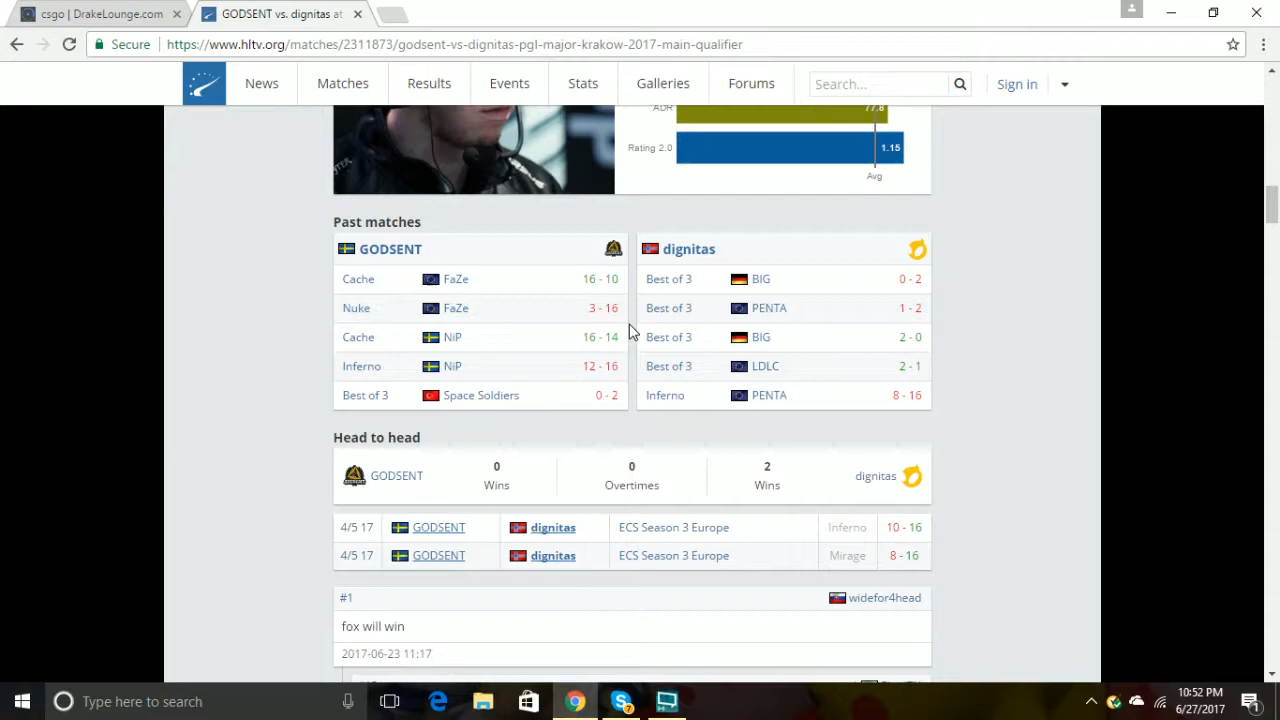 csgo | DrakeLounge.com
GODSENT vs. dignitas at
Secure https://www.hltv.org/matches/2311873/godsent-vs-dignitas-pgl-major-krakow-2017-main-qualifier
News Matches Results Events Stats Galleries Forums Search... Sign in
ADR 77.8
Rating 2.0 1.15
Avg
Past matches
GODSENT
Cache FaZe 16 - 10
Nuke FaZe 3 - 16
Cache NiP 16 - 14
Inferno NiP 12 - 16
Best of 3 Space Soldiers 0 - 2
dignitas
Best of 3 BIG 0 - 2
Best of 3 PENTA 1 - 2
Best of 3 BIG 2 - 0
Best of 3 LDLC 2 - 1
Inferno PENTA 8 - 16
Head to head
GODSENT 0 0 2 dignitas
Wins Overtimes Wins
4/5 17 GODSENT dignitas ECS Season 3 Europe Inferno 10 - 16
4/5 17 GODSENT dignitas ECS Season 3 Europe Mirage 8 - 16
#1 widefor4head
fox will win
2017-06-23 11:17
Type here to search
10:52 PM
6/27/2017